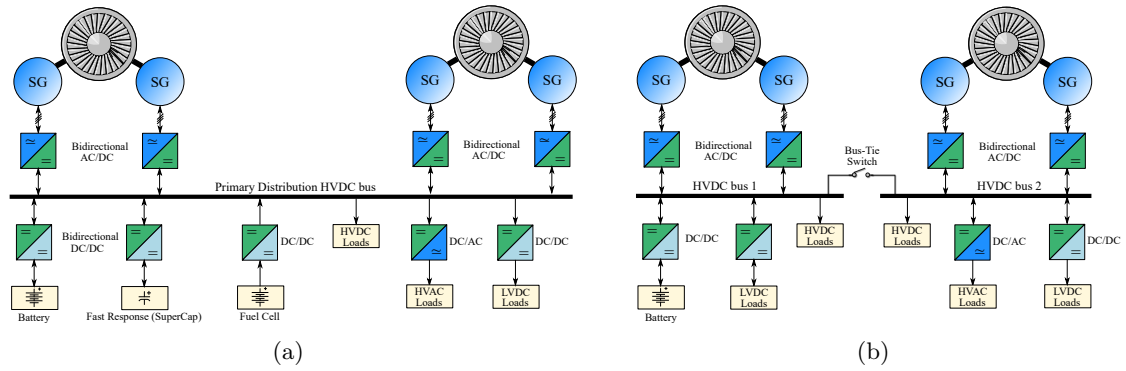 SG
SG
SG
SG
Bidirectional
AC/DC
Bidirectional
AC/DC
Primary Distribution HVDC bus
Bidirectional
DC/DC
DC/DC
HVDC
Loads
DC/AC
DC/DC
Battery
Fast Response (SuperCap)
Fuel Cell
HVAC
Loads
LVDC
Loads
(a)
SG
SG
SG
SG
Bidirectional
AC/DC
Bus-Tie
Switch
Bidirectional
AC/DC
HVDC bus 1
HVDC bus 2
DC/DC
HVDC
Loads
HVDC
Loads
DC/AC
DC/DC
Battery
LVDC
Loads
HVAC
Loads
LVDC
Loads
(b)